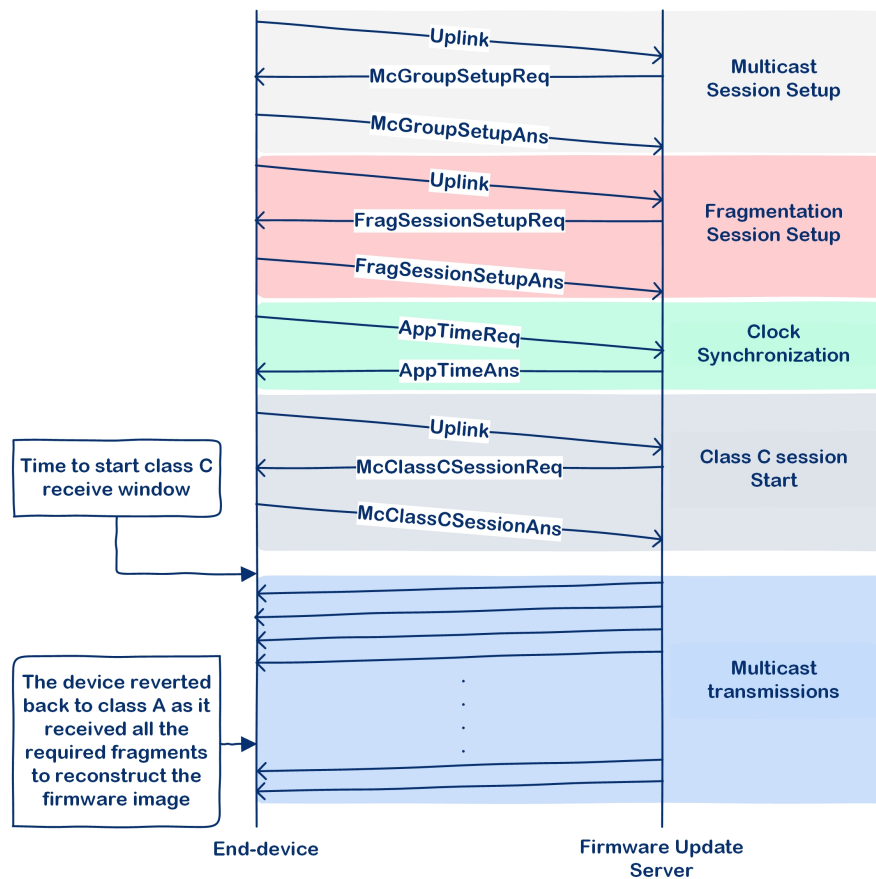 Uplink
McGroupSetupReq
McGroupSetupAns
Multicast
Session Setup
Uplink
FragSessionSetupReq
FragSessionSetupAns
Fragmentation
Session Setup
AppTimeReq
AppTimeAns
Clock
Synchronization
Uplink
McClassCSessionReq
McClassCSessionAns
Class C session
Start
Time to start class C
receive window
Multicast
transmissions
The device reverted
back to class A as it
received all the
required fragments
to reconstruct the
firmware image
End-device
Firmware Update
Server